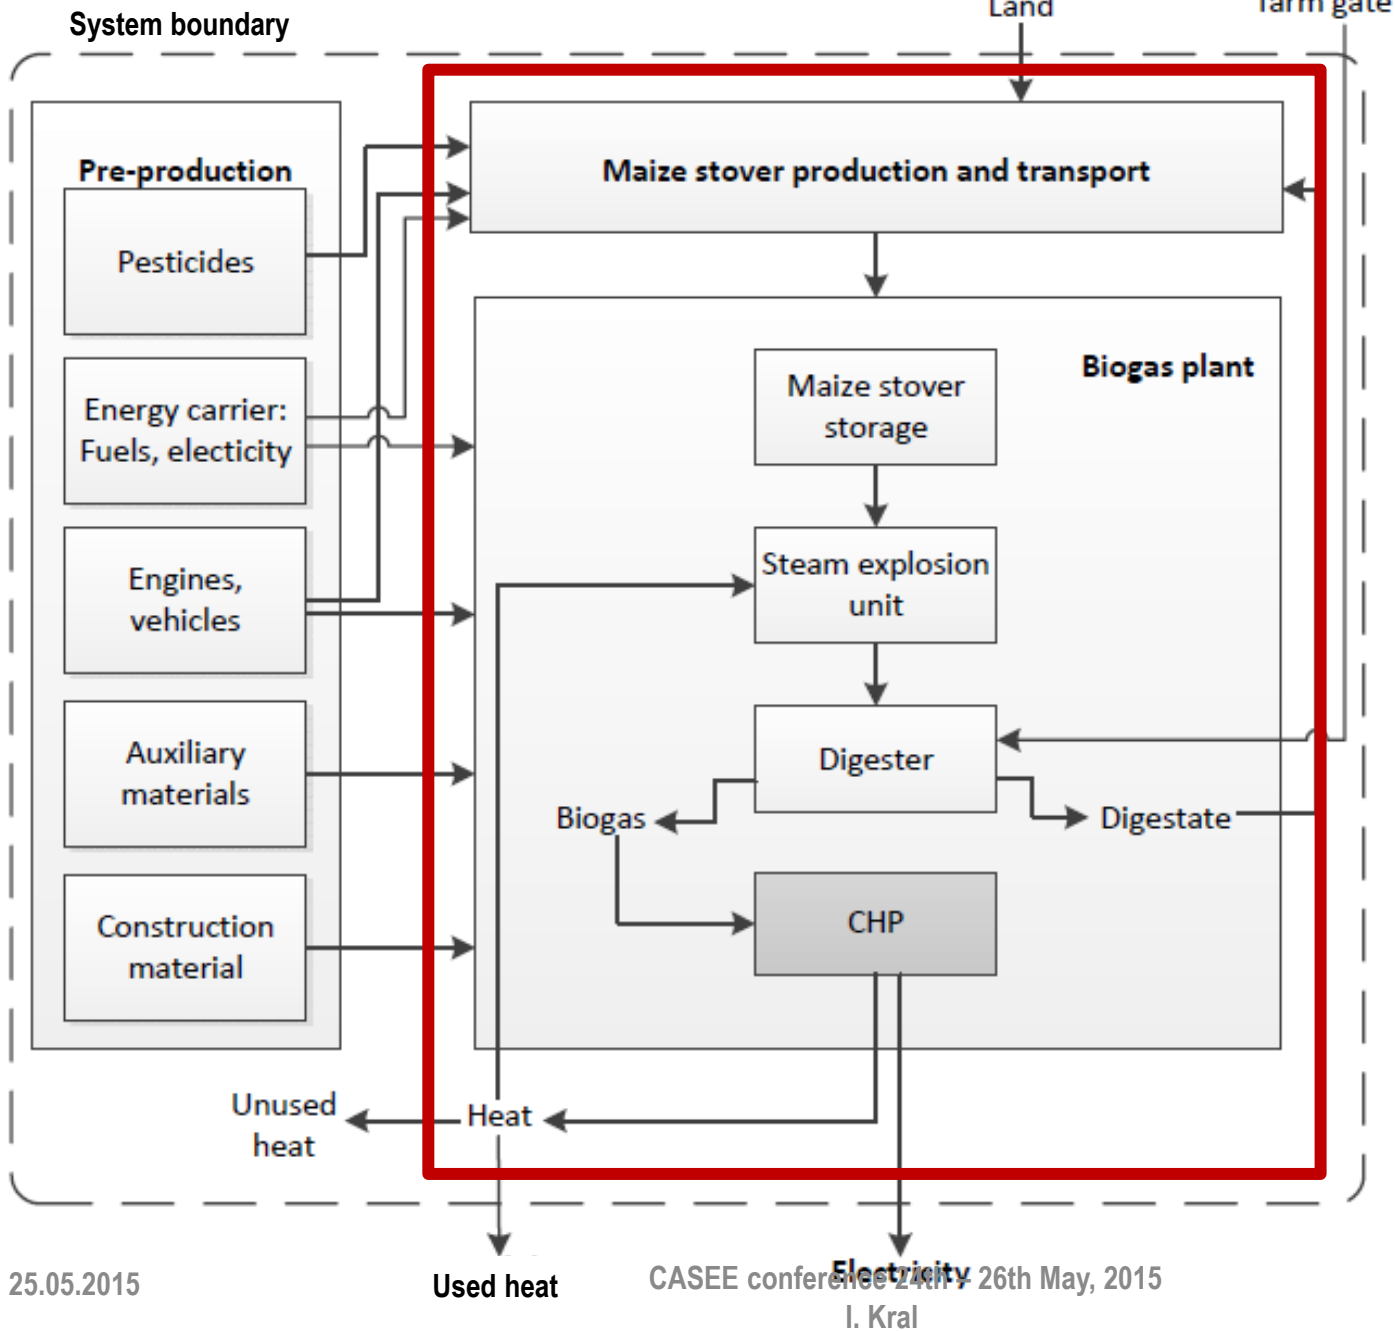 Land
farm gate
System boundary
Pre-production
Maize stover production and transport
Pesticides
Biogas plant
Maize stover
storage
Energy carrier:
Fuels, electicity
Steam explosion
unit
Engines,
vehicles
Auxiliary
materials
Digester
Biogas
Digestate
CHP
Construction
material
Unused
heat
Heat
Used heat
Electricity
25.05.2015
CASEE conference 24th – 26th May, 2015
I. Kral